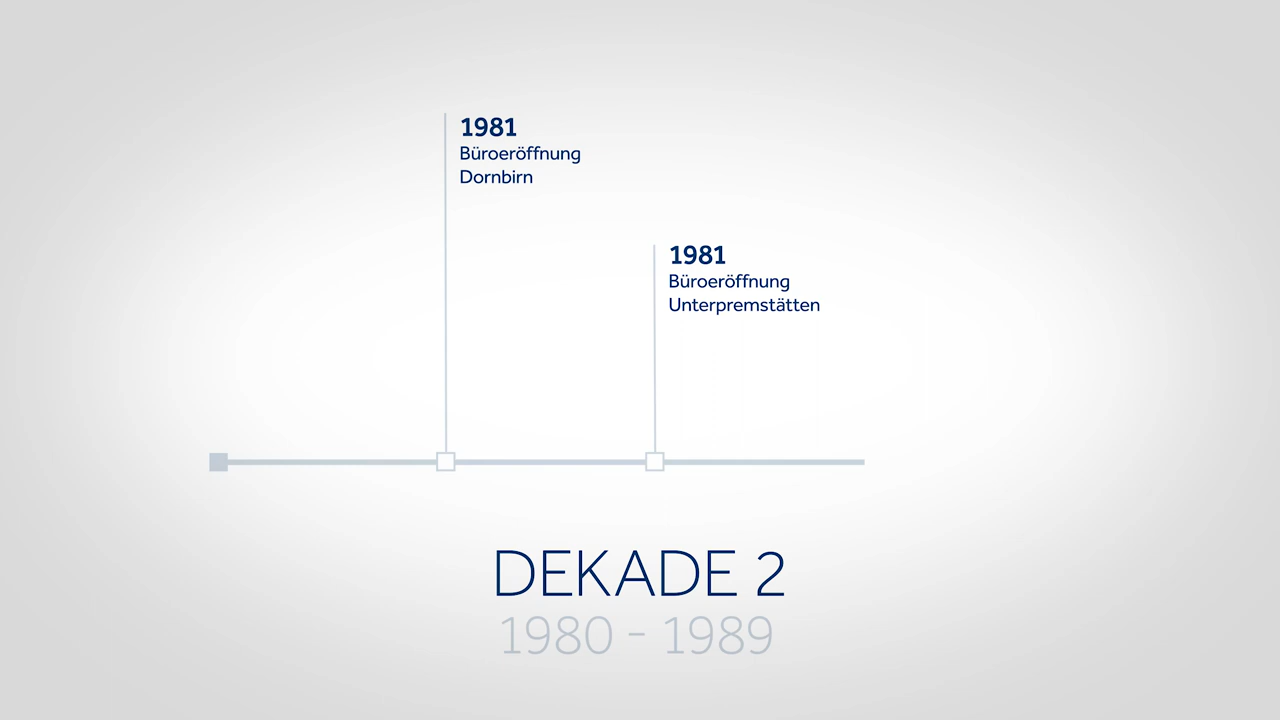 1981
Büroeröffnung
Dornbirn
1981
Büroeröffnung
Unterpremstätten
DEKADE 2
1980 - 1989